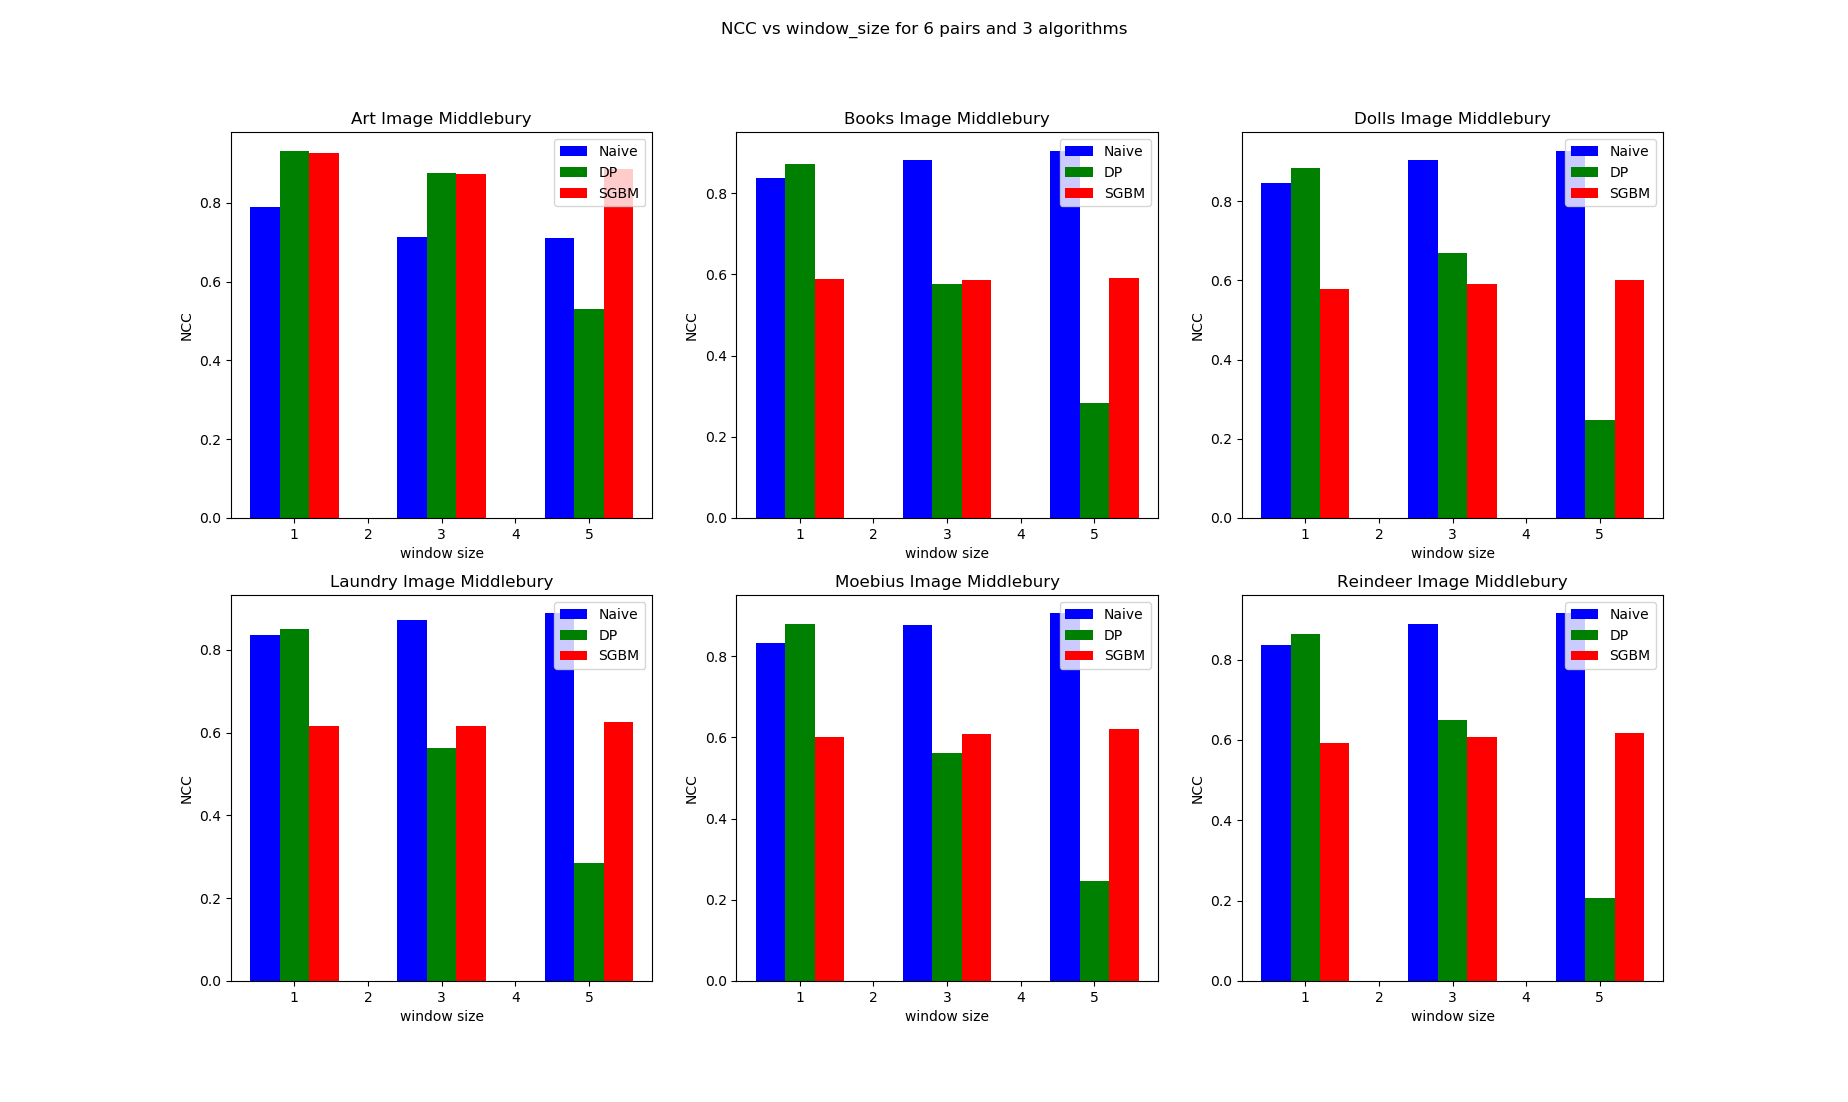 NCC vs window_size for 6 pairs and 3 algorithms
Art Image Middlebury
Naive
DP
SGBM
0.8
0.6
0.4
0.2
0.0
NCC
1 2 3 4 5
window size
Books Image Middlebury
Naive
DP
SGBM
0.8
0.6
0.4
0.2
0.0
NCC
1 2 3 4 5
window size
Dolls Image Middlebury
Naive
DP
SGBM
0.8
0.6
0.4
0.2
0.0
NCC
1 2 3 4 5
window size
Laundry Image Middlebury
Naive
DP
SGBM
0.8
0.6
0.4
0.2
0.0
NCC
1 2 3 4 5
window size
Moebius Image Middlebury
Naive
DP
SGBM
0.8
0.6
0.4
0.2
0.0
NCC
1 2 3 4 5
window size
Reindeer Image Middlebury
Naive
DP
SGBM
0.8
0.6
0.4
0.2
0.0
NCC
1 2 3 4 5
window size